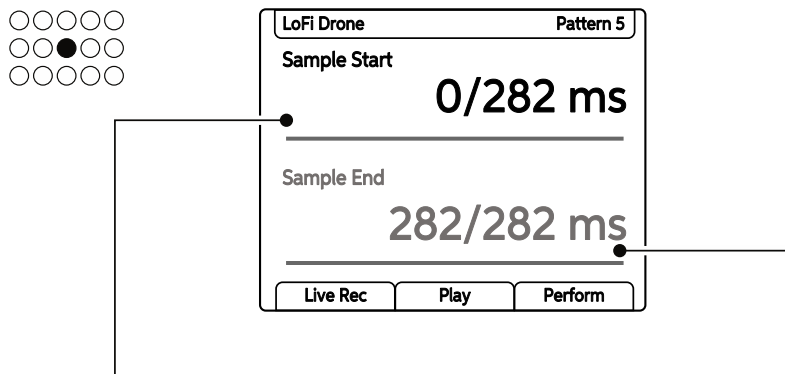 LoFi Drone Pattern 5
Sample Start
0/282 ms
Sample End
282/282 ms
Live Rec Play Perform